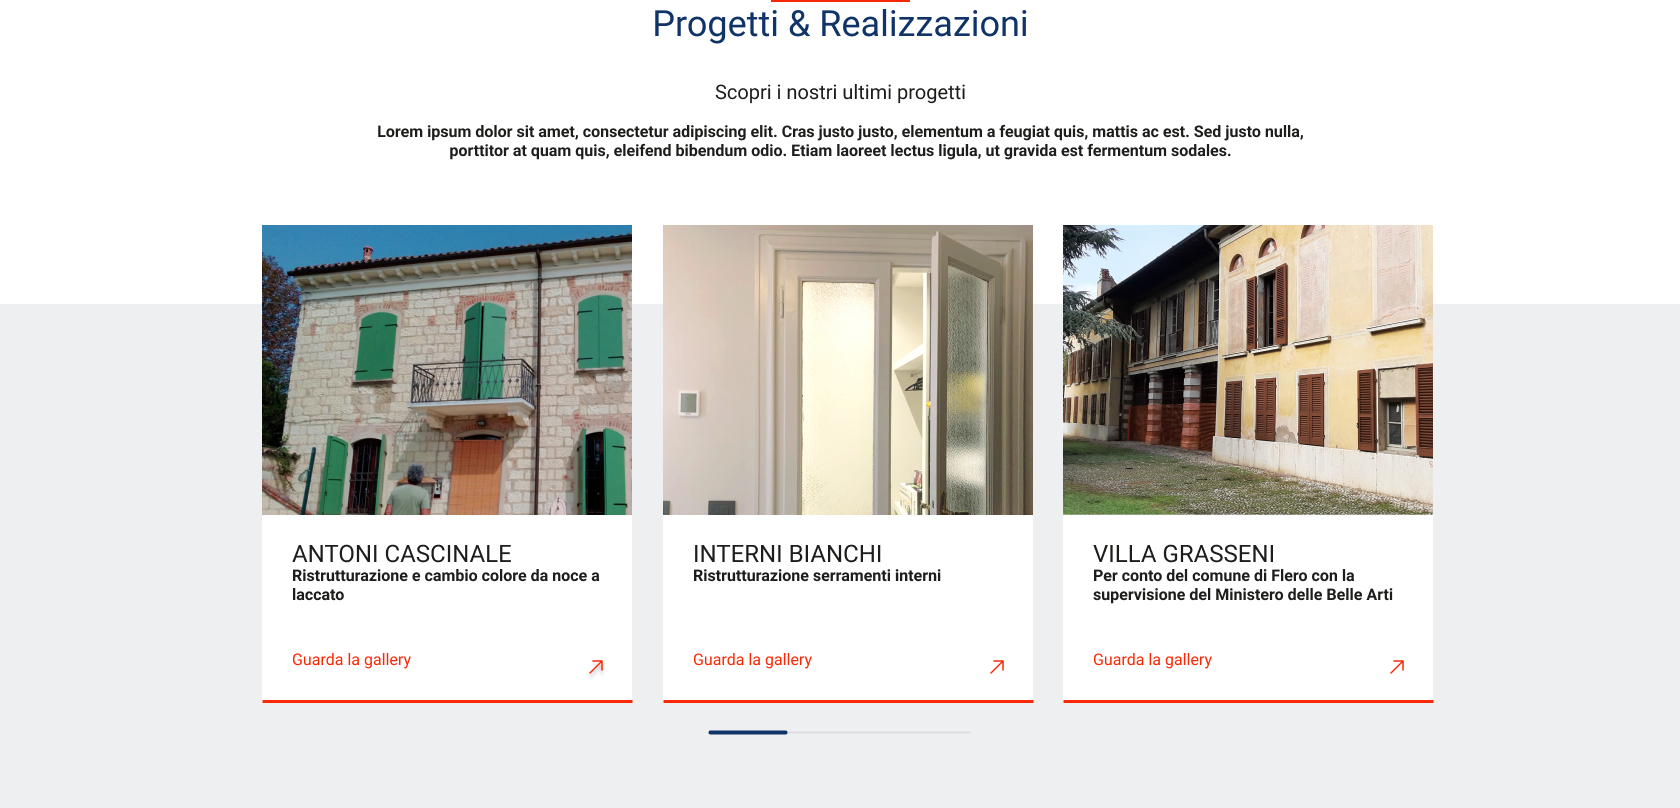 Progetti & Realizzazioni
Scopri i nostri ultimi progetti
Lorem ipsum dolor sit amet, consectetur adipiscing elit. Cras justo justo, elementum a feugiat quis, mattis ac est. Sed justo nulla,
porttitor at quam quis, eleifend bibendum odio. Etiam laoreet lectus ligula, ut gravida est fermentum sodales.
ANTONI CASCINALE
Ristrutturazione e cambio colore da noce a
laccato
Guarda la gallery
INTERNI BIANCHI
Ristrutturazione serramenti interni
Guarda la gallery
VILLA GRASSENI
Per conto del comune di Flero con la
supervisione del Ministero delle Belle Arti
Guarda la gallery